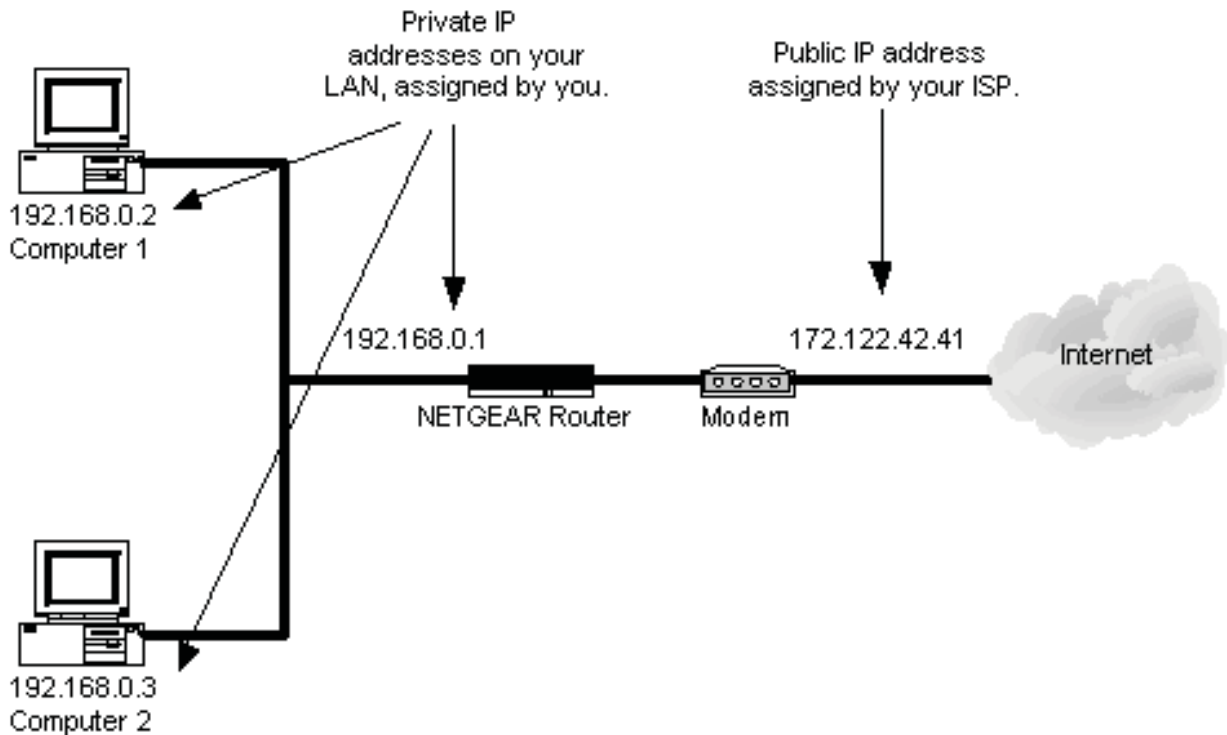 Private IP
addresses on your
LAN, assigned by you.
Public IP address
assigned by your ISP.
192.168.0.2
Computer 1
192.168.0.1
172.122.42.41
Internet
NETGEAR Router
Modem
192.168.0.3
Computer 2